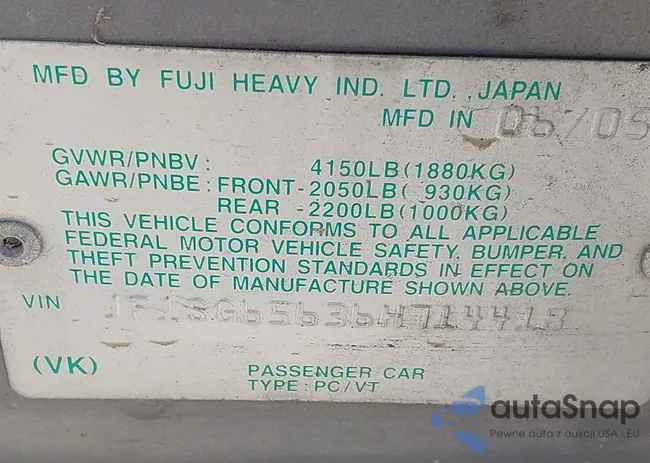 MFD BY FUJI HEAVY IND. LTD., JAPAN
MFD IN 06/05
GVWR/PNBV: 4150LB(1880KG)
GAWR/PNBE: FRONT-2050LB( 930KG)
REAR -2200LB(1000KG)
THIS VEHICLE CONFORMS TO ALL APPLICABLE
FEDERAL MOTOR VEHICLE SAFETY, BUMPER, AND
THEFT PREVENTION STANDARDS IN EFFECT ON
THE DATE OF MANUFACTURE SHOWN ABOVE.
VIN JF1SG65636H714418
(VK)
PASSENGER CAR
TYPE: PC/VT
autaSnap
Pewne auta z aukcji USA i EU